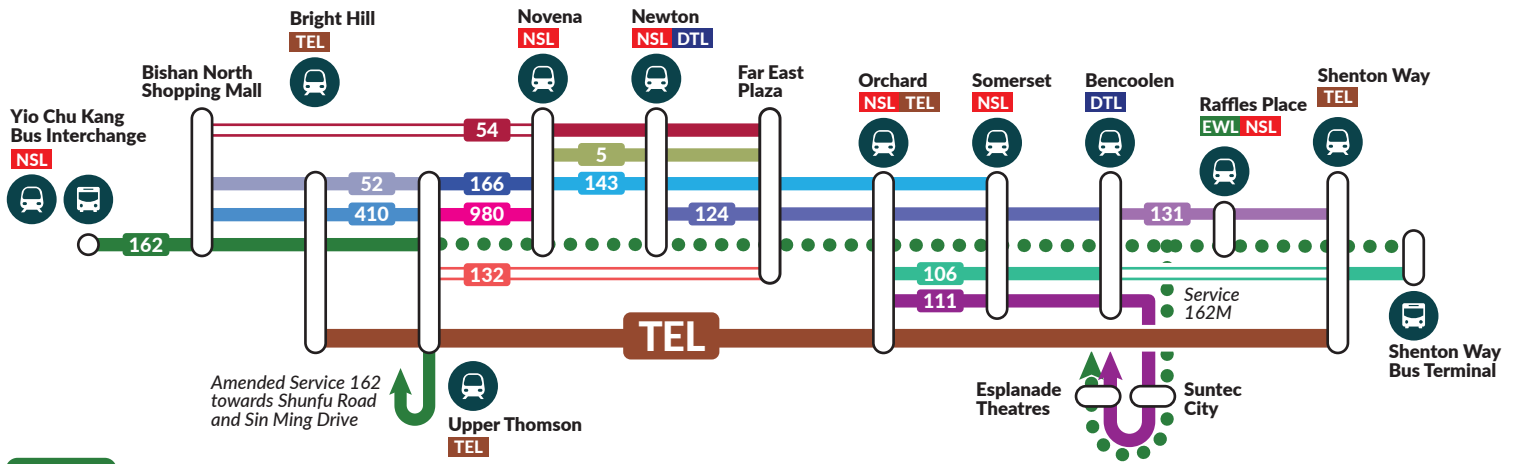 Yio Chu Kang
Bus Interchange
NSL
Bishan North
Shopping Mall
Bright Hill
TEL
Novena
NSL
Newton
NSL DTL
Far East
Plaza
Orchard
NSL TEL
Somerset
NSL
Bencoolen
DTL
Raffles Place
EWL NSL
Shenton Way
TEL
54
5
52
166
143
410
980
124
131
162
132
106
111
Service
162M
TEL
Shenton Way
Bus Terminal
Amended Service 162
towards Shunfu Road
and Sin Ming Drive
Upper Thomson
TEL
Esplanade
Theatres
Suntec
City